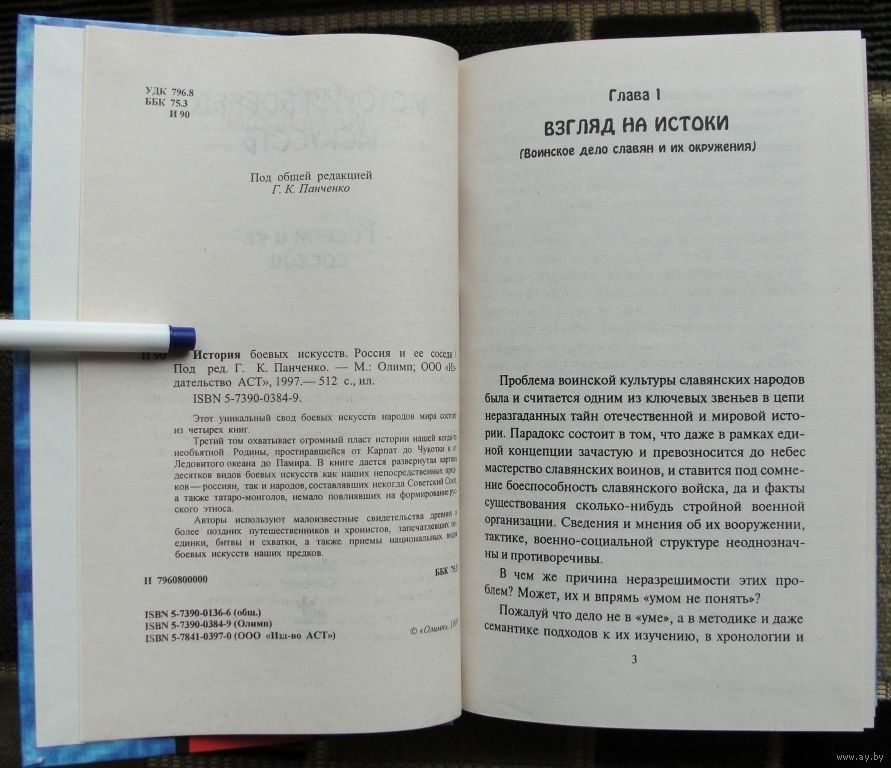 УДК 796.8
ББК 75.3
И 90
Под общей редакцией
Г. К. Панченко
И 90
История боевых искусств. Россия и ее соседи
Под ред. Г. К. Панченко. — М.: Олимп; ООО «Из-
дательство АСТ», 1997.— 512 с., ил.
ISBN 5-7390-0384-9.
Этот уникальный свод боевых искусств народов мира состоит
из четырех книг.
Третий том охватывает огромный пласт истории нашей когда-то
необъятной Родины, простиравшейся от Карпат до Чукотки и от
Ледовитого океана до Памира. В книге дается развернутая картина
десятков видов боевых искусств как наших непосредственных пред-
ков — россиян, так и народов, составлявших некогда Советский Союз,
а также татаро-монголов, немало повлиявших на формирование рус-
ского этноса.
Авторы используют малоизвестные свидетельства древних и
более поздних путешественников и хронистов, запечатлевших по-
единки, битвы и схватки, а также приемы национальных видов
боевых искусств наших предков.
И 7960800000
ББК 75.3
ISBN 5-7390-0136-6 (общ.)
ISBN 5-7390-0384-9 (Олимп)
ISBN 5-7841-0397-0 (ООО «Изд-во АСТ»)
© «Олимп»,
Глава 1
ВЗГЛЯД НА ИСТОКИ
(Воинское дело славян и их окружения)
Проблема воинской культуры славянских народов
была и считается одним из ключевых звеньев в цепи
неразгаданных тайн отечественной и мировой исто-
рии. Парадокс состоит в том, что даже в рамках еди-
ной концепции зачастую и превозносится до небес
мастерство славянских воинов, и ставится под сомне-
ние боеспособность славянского войска, да и факты
существования сколько-нибудь стройной военной
организации. Сведения и мнения об их вооружении,
тактике, военно-социальной структуре неоднознач-
ны и противоречивы.
В чем же причина неразрешимости этих про-
блем? Может, их и впрямь «умом не понять»?
Пожалуй что дело не в «уме», а в методике и даже
семантике подходов к их изучению, в хронологии и
3
www.ay.by